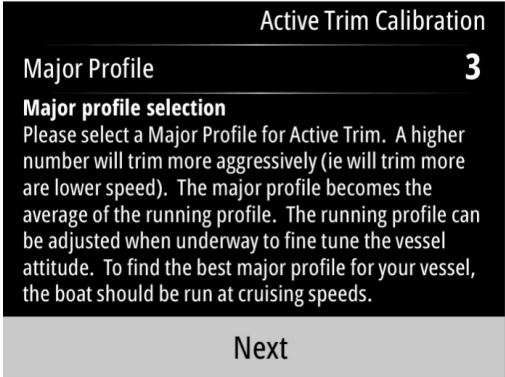 Active Trim Calibration
Major Profile 3
Major profile selection
Please select a Major Profile for Active Trim. A higher
number will trim more aggressively (ie will trim more
are lower speed). The major profile becomes the
average of the running profile. The running profile can
be adjusted when underway to fine tune the vessel
attitude. To find the best major profile for your vessel,
the boat should be run at cruising speeds.
Next